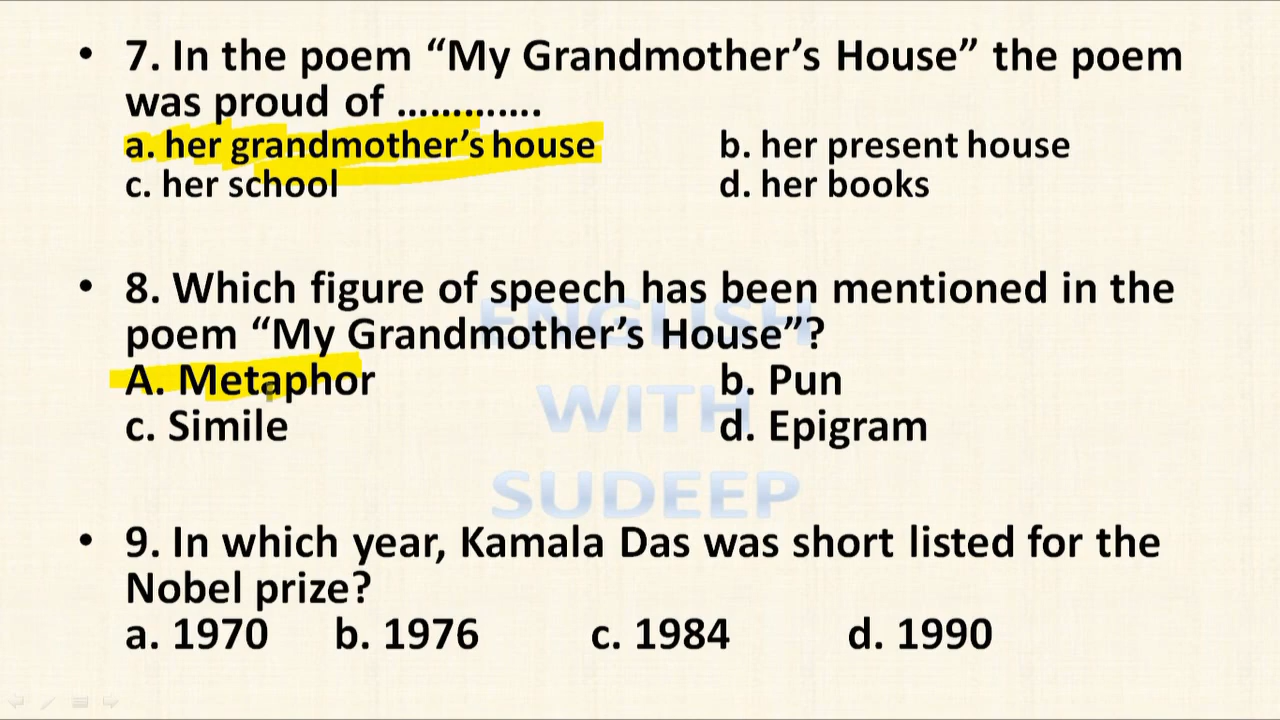 • 7. In the poem “My Grandmother’s House” the poem
was proud of ………….
a. her grandmother’s house b. her present house
c. her school d. her books
• 8. Which figure of speech has been mentioned in the
poem “My Grandmother’s House”?
A. Metaphor b. Pun
c. Simile d. Epigram
• 9. In which year, Kamala Das was short listed for the
Nobel prize?
a. 1970 b. 1976 c. 1984 d. 1990
ENGLISH
WITH
SUDEEP